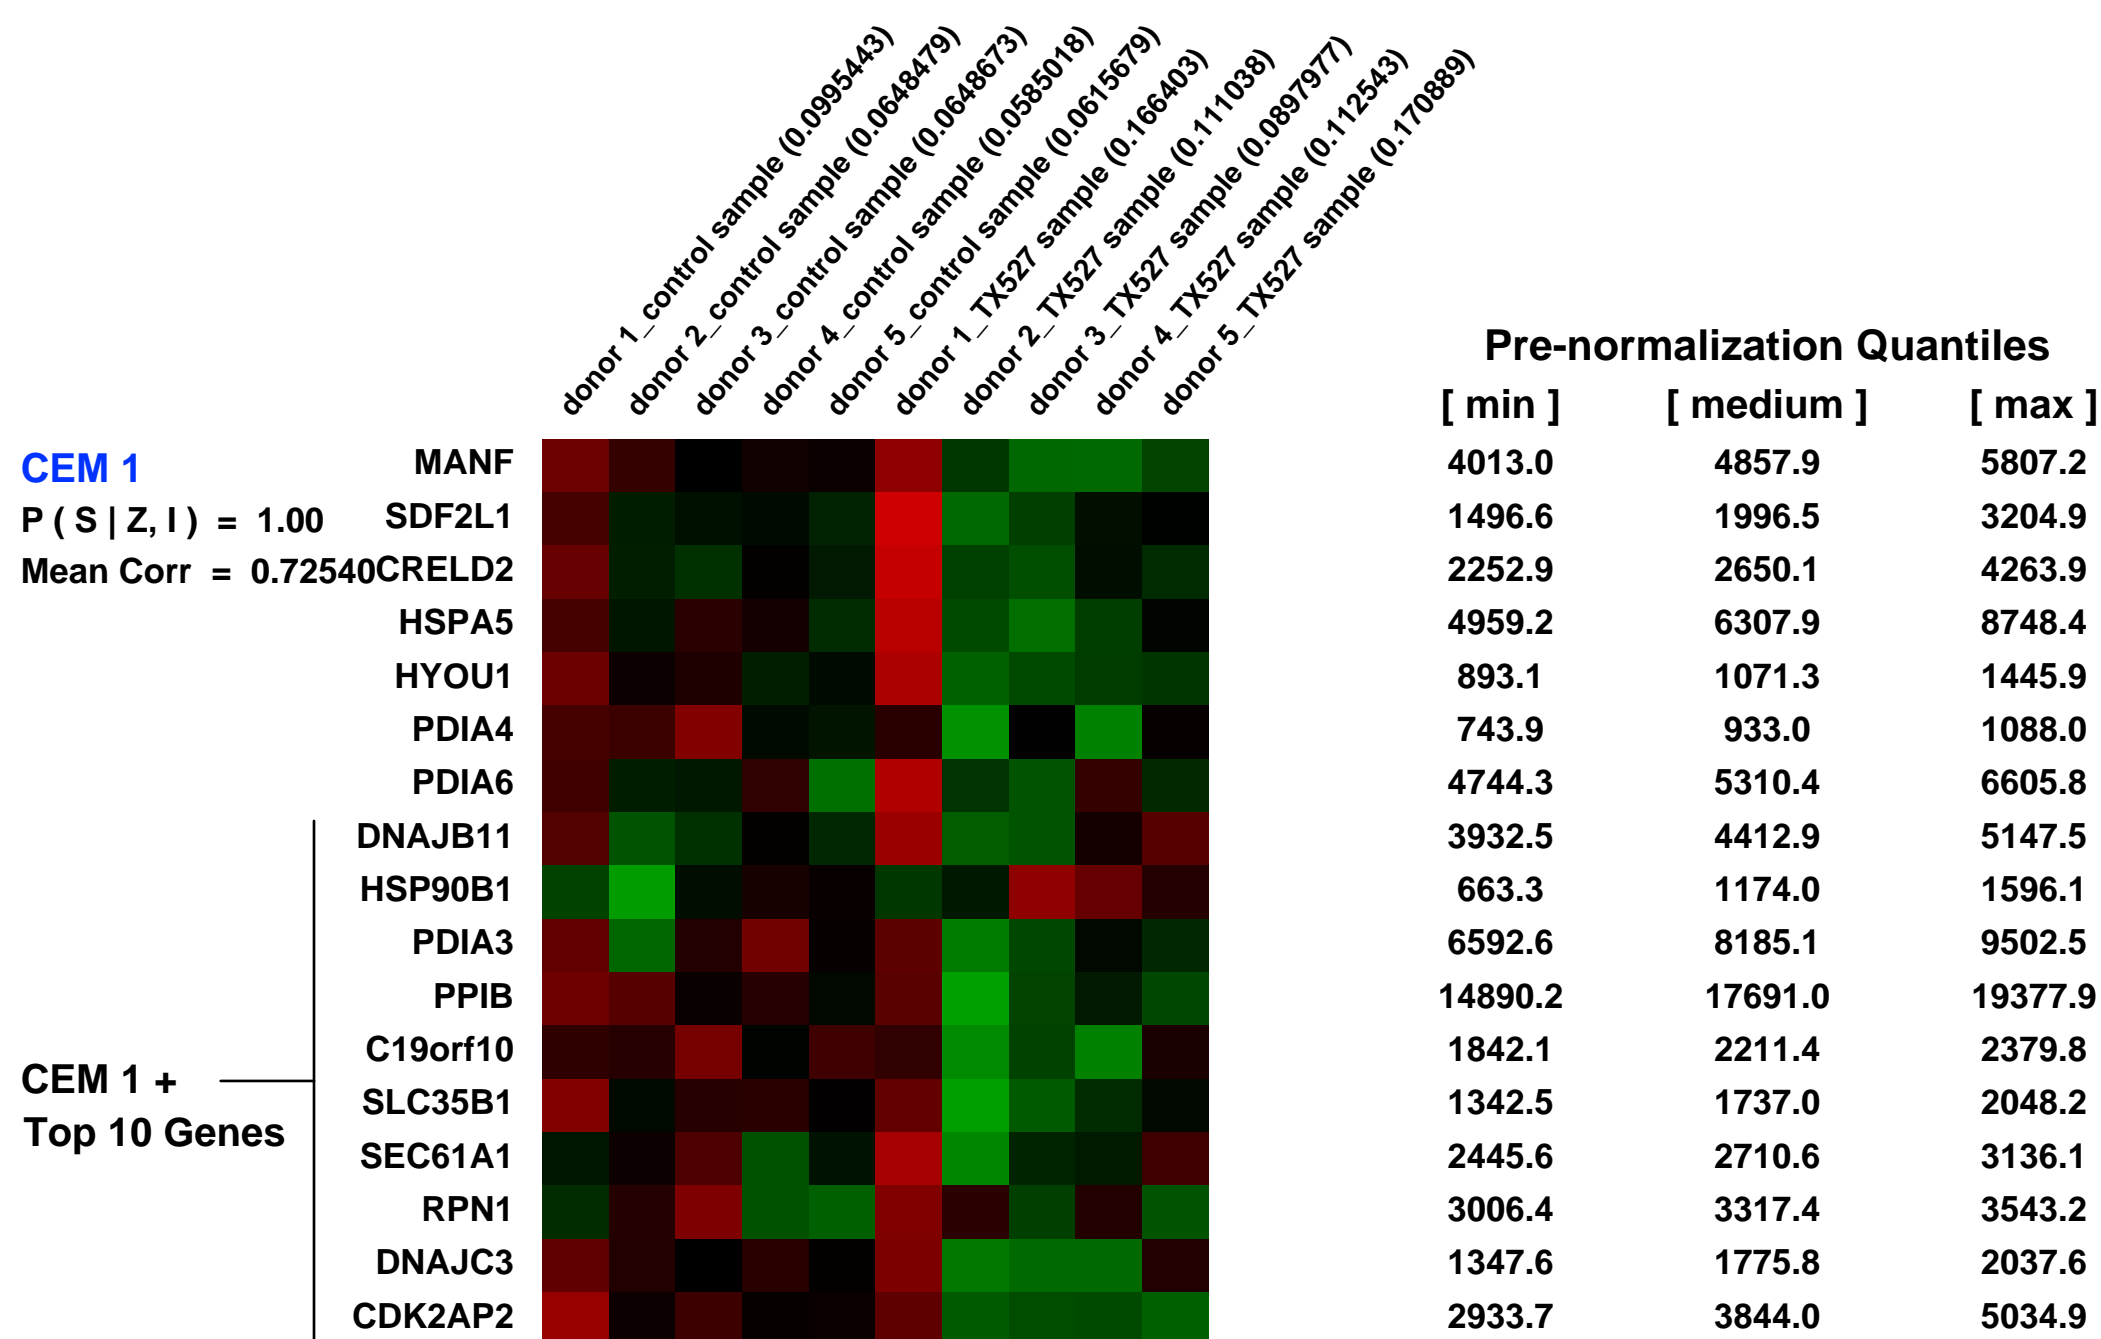 donor 1_control sample (0.0995443)
donor 2_control sample (0.0648479)
donor 3_control sample (0.0648673)
donor 4_control sample (0.0585018)
donor 5_control sample (0.0615679)
donor 1_TX527 sample (0.166403)
donor 2_TX527 sample (0.111038)
donor 3_TX527 sample (0.0897977)
donor 4_TX527 sample (0.112543)
donor 5_TX527 sample (0.170889)
Pre-normalization Quantiles
[ min ] [ medium ] [ max ]
CEM 1 MANF 4013.0 4857.9 5807.2
P ( S | Z, I ) = 1.00 SDF2L1 1496.6 1996.5 3204.9
Mean Corr = 0.72540 CRELD2 2252.9 2650.1 4263.9
HSPA5 4959.2 6307.9 8748.4
HYOU1 893.1 1071.3 1445.9
PDIA4 743.9 933.0 1088.0
PDIA6 4744.3 5310.4 6605.8
DNAJB11 3932.5 4412.9 5147.5
HSP90B1 663.3 1174.0 1596.1
PDIA3 6592.6 8185.1 9502.5
PPIB 14890.2 17691.0 19377.9
C19orf10 1842.1 2211.4 2379.8
CEM 1 +
Top 10 Genes
SLC35B1 1342.5 1737.0 2048.2
SEC61A1 2445.6 2710.6 3136.1
RPN1 3006.4 3317.4 3543.2
DNAJC3 1347.6 1775.8 2037.6
CDK2AP2 2933.7 3844.0 5034.9